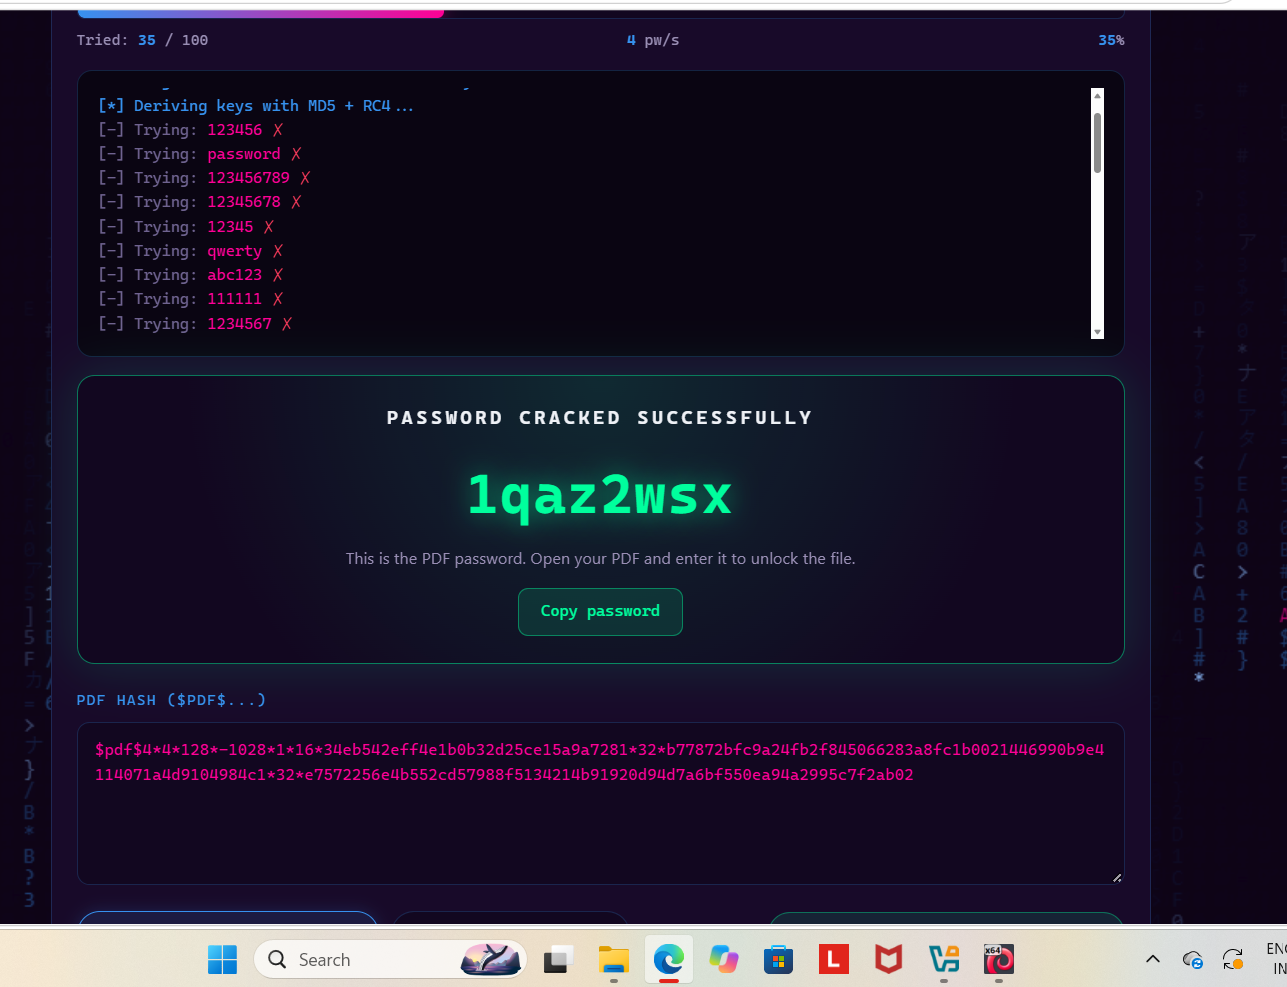 Tried: 35 / 100 4 pw/s 35%
[*] Deriving keys with MD5 + RC4...
[-] Trying: 123456 ✗
[-] Trying: password ✗
[-] Trying: 123456789 ✗
[-] Trying: 12345678 ✗
[-] Trying: 12345 ✗
[-] Trying: qwerty ✗
[-] Trying: abc123 ✗
[-] Trying: 111111 ✗
[-] Trying: 1234567 ✗
PASSWORD CRACKED SUCCESSFULLY
1qaz2wsx
This is the PDF password. Open your PDF and enter it to unlock the file.
Copy password
PDF HASH ($PDF$...)
$pdf$4*4*128*-1028*1*16*34eb542eff4e1b0b32d25ce15a9a7281*32*b77872bfc9a24fb2f845066283a8fc1b0021446990b9e4
114071a4d9104984c1*32*e7572256e4b552cd57988f5134214b91920d94d7a6bf550ea94a2995c7f2ab02
Search
x64